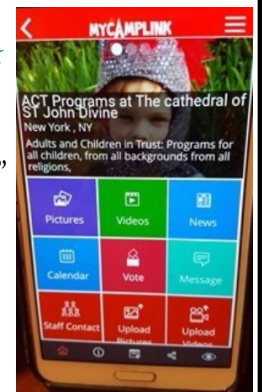 MYCAMPLINK
ACT Programs at The cathedral of
ST John Divine
New York , NY
Adults and Children in Trust: Programs for
all children, from all backgrounds from all
religions,
”
Pictures
Videos
News
Calendar
Vote
Message
Staff Contact
Upload
Pictures
Upload
Videos